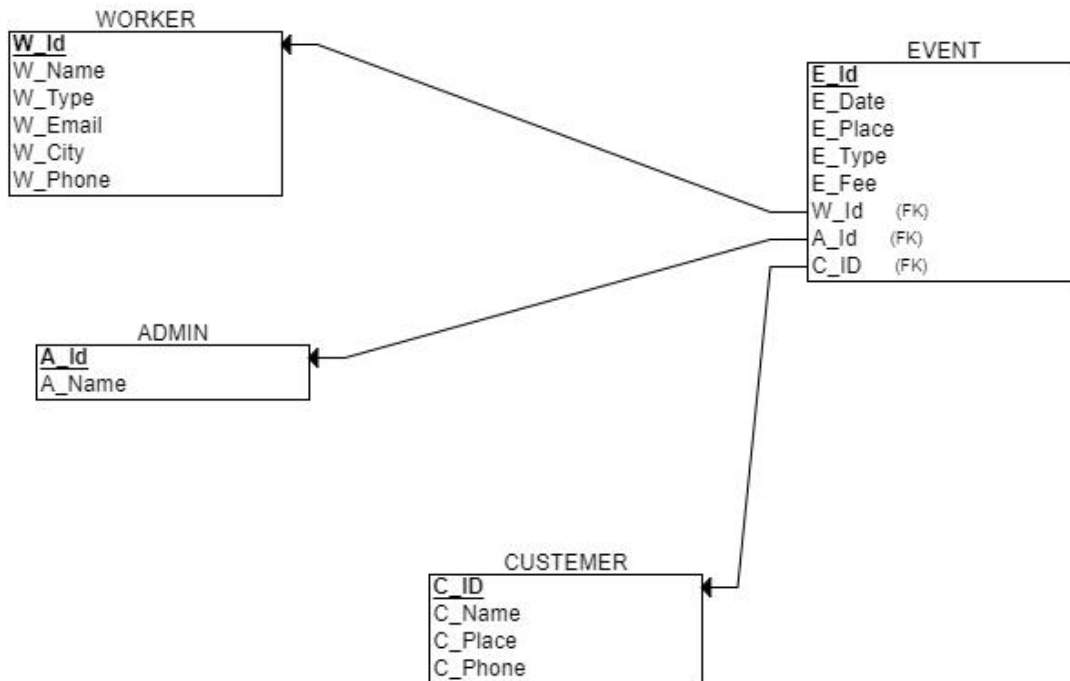 WORKER
W_Id
W_Name
W_Type
W_Email
W_City
W_Phone
EVENT
E_Id
E_Date
E_Place
E_Type
E_Fee
W_Id (FK)
A_Id (FK)
C_ID (FK)
ADMIN
A_Id
A_Name
CUSTEMER
C_ID
C_Name
C_Place
C_Phone